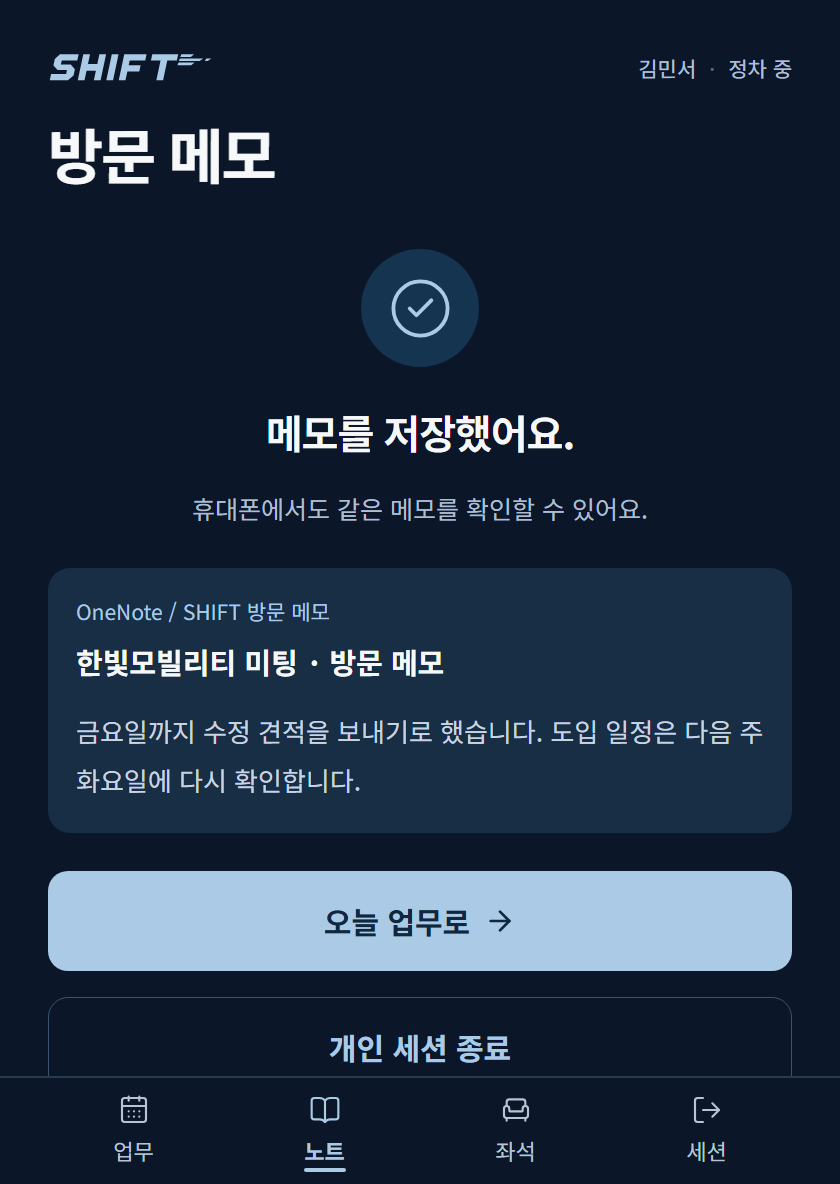 SHIFT
김민서 · 정차 중
방문 메모
메모를 저장했어요.
휴대폰에서도 같은 메모를 확인할 수 있어요.
OneNote / SHIFT 방문 메모
한빛모빌리티 미팅 · 방문 메모
금요일까지 수정 견적을 보내기로 했습니다. 도입 일정은 다음 주
화요일에 다시 확인합니다.
오늘 업무로 →
개인 세션 종료
업무
노트
좌석
세션